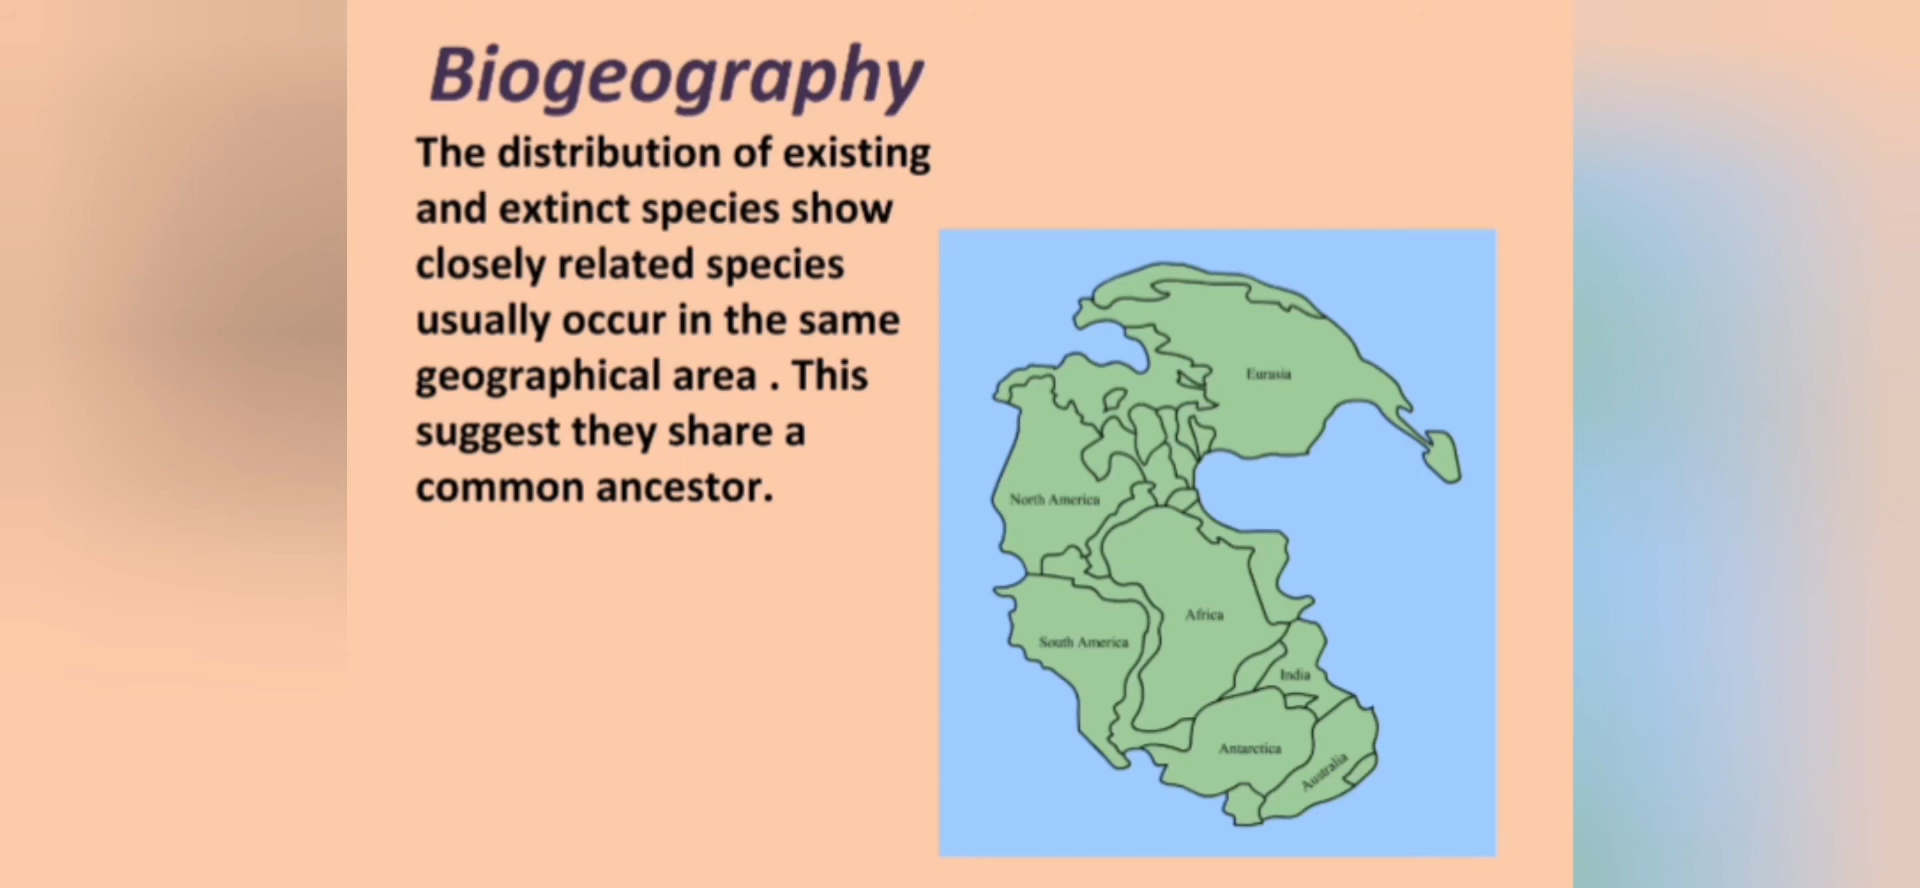 Biogeography
The distribution of existing
and extinct species show
closely related species
usually occur in the same
geographical area . This
suggest they share a
common ancestor.
Eurasia
North America
Africa
South America
India
Antarctica
Australia